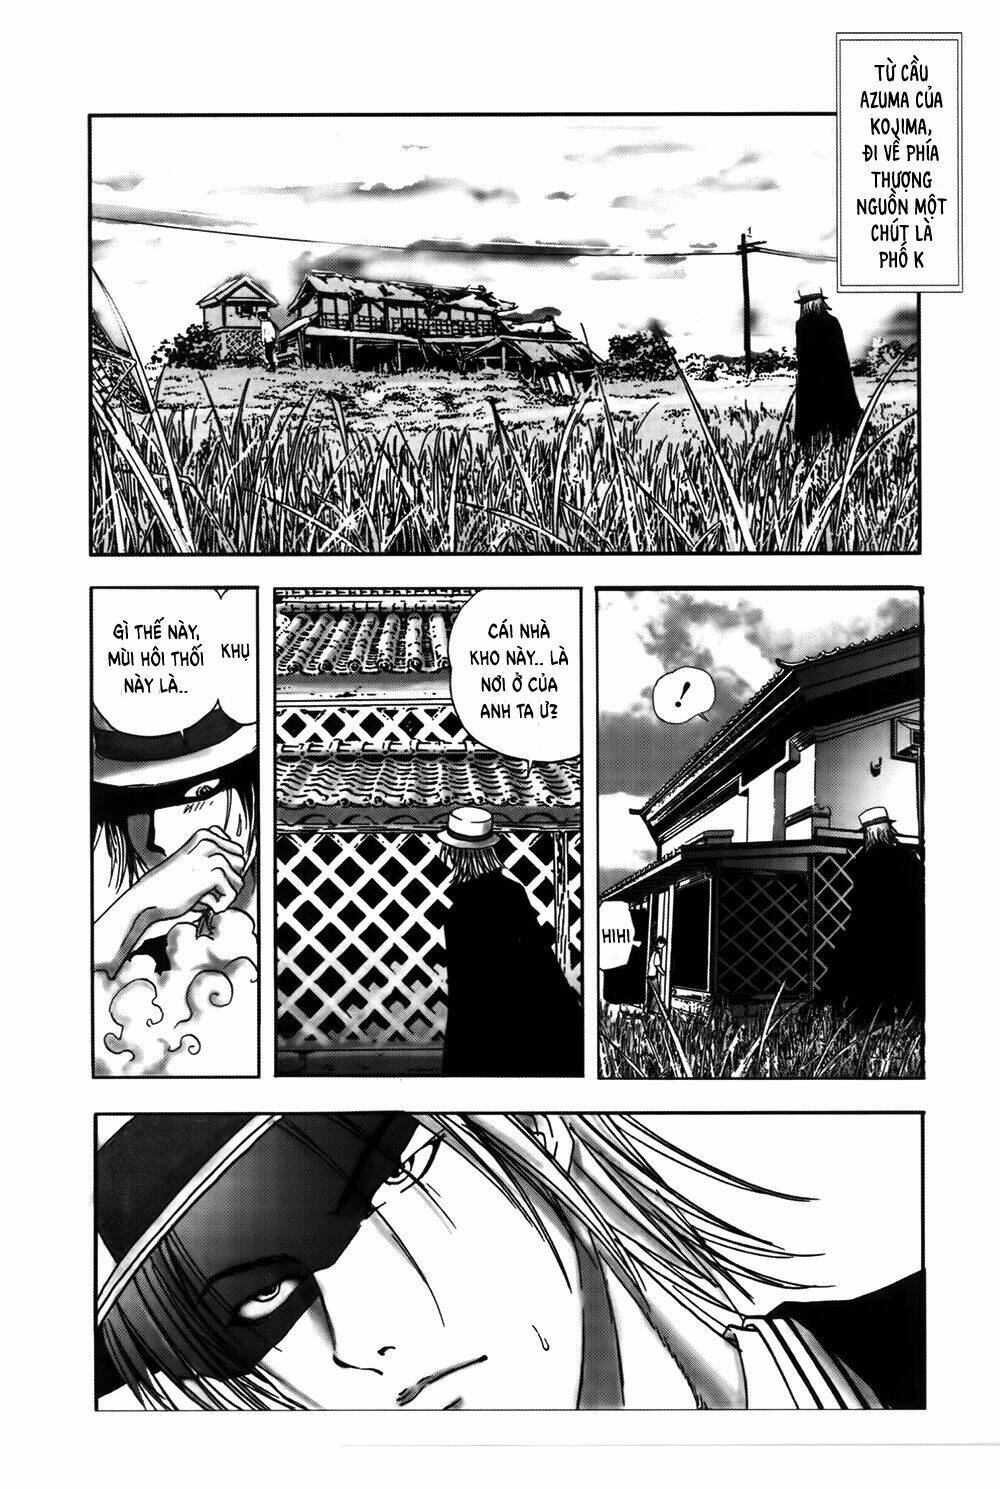 TỪ CẦU
AZUMA CỦA
KOJIMA,
ĐI VỀ PHÍA
THƯỢNG
NGUỒN MỘT
CHÚT LÀ
PHỐ K
!
HIHI
CÁI NHÀ
KHO NÀY.. LÀ
NƠI Ở CỦA
ANH TA Ư?
KHỤ
GÌ THẾ NÀY,
MÙI HÔI THỐI
NÀY LÀ..